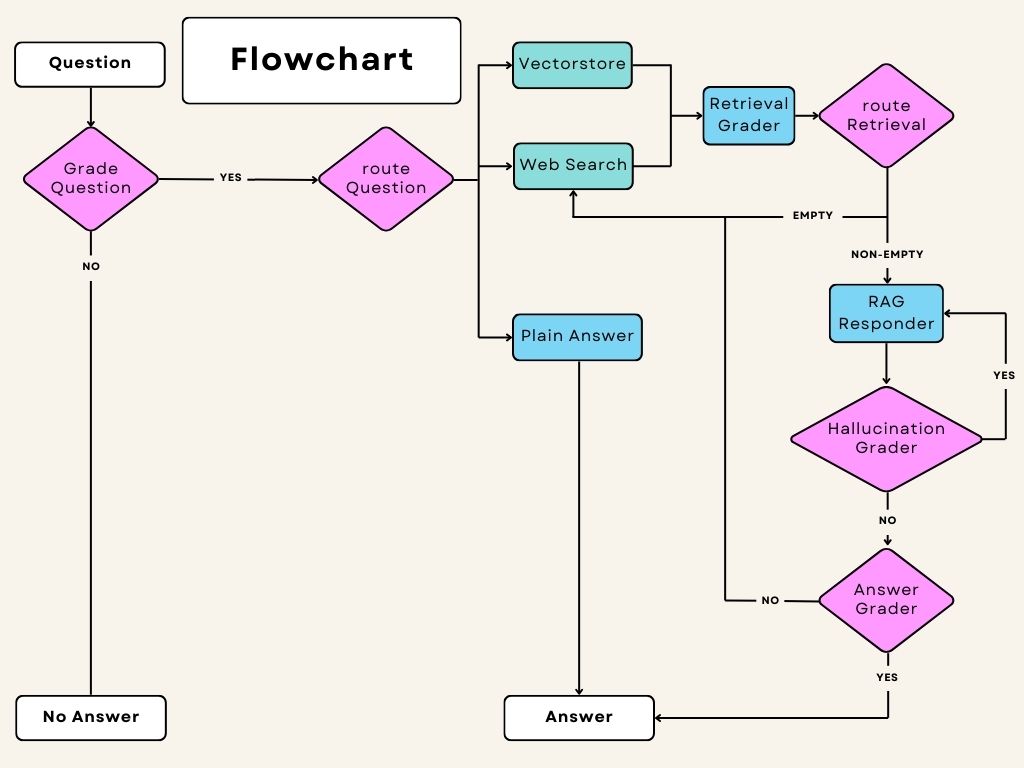 Flowchart
Question
Grade
Question
YES
NO
route
Question
Vectorstore
Web Search
Plain Answer
Retrieval
Grader
route
Retrieval
EMPTY
NON-EMPTY
RAG
Responder
YES
Hallucination
Grader
NO
Answer
Grader
NO
YES
No Answer
Answer